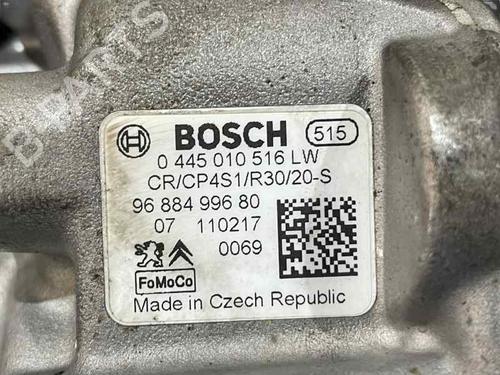 BOSCH 515
0 445 010 516 LW
CR/CP4S1/R30/20-S
96 884 996 80
07 110217
0069
FoMoCo
Made in Czech Republic